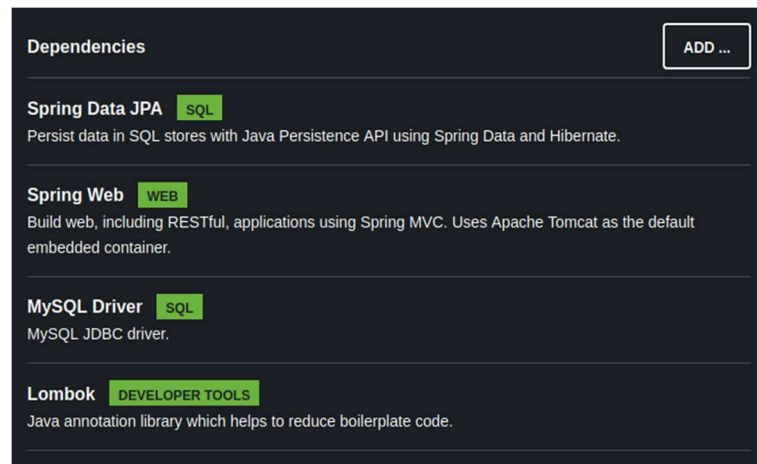 Dependencies ADD ...
Spring Data JPA SQL
Persist data in SQL stores with Java Persistence API using Spring Data and Hibernate.
Spring Web WEB
Build web, including RESTful, applications using Spring MVC. Uses Apache Tomcat as the default
embedded container.
MySQL Driver SQL
MySQL JDBC driver.
Lombok DEVELOPER TOOLS
Java annotation library which helps to reduce boilerplate code.